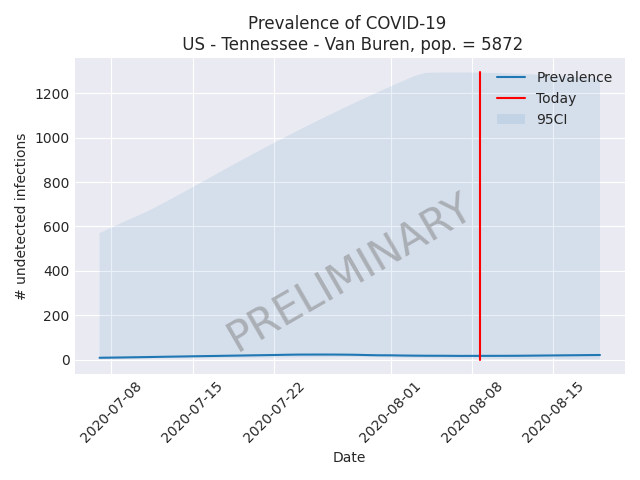 Prevalence of COVID-19
US - Tennessee - Van Buren, pop. = 5872
Prevalence
Today
95CI
PRELIMINARY
# undetected infections
1200
1000
800
600
400
200
0
2020-07-08
2020-07-15
2020-07-22
2020-08-01
2020-08-08
2020-08-15
Date